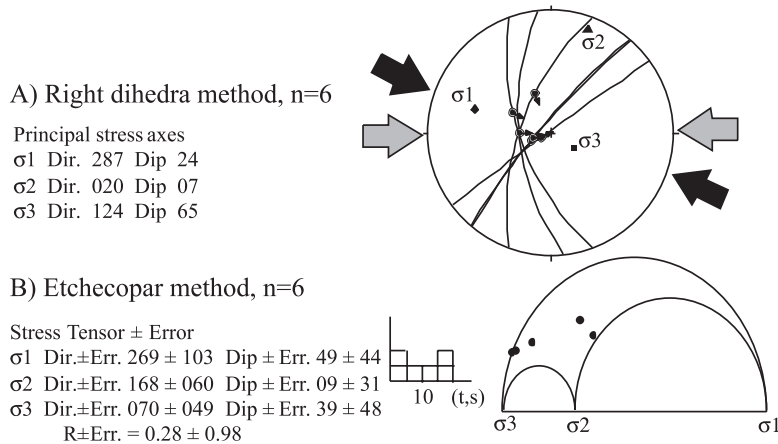 A) Right dihedra method, n=6
Principal stress axes
σ1 Dir. 287 Dip 24
σ2 Dir. 020 Dip 07
σ3 Dir. 124 Dip 65
σ1
σ2
σ3
B) Etchecopar method, n=6
Stress Tensor ± Error
σ1 Dir.±Err. 269 ± 103 Dip ± Err. 49 ± 44
σ2 Dir.±Err. 168 ± 060 Dip ± Err. 09 ± 31
σ3 Dir.±Err. 070 ± 049 Dip ± Err. 39 ± 48
R±Err. = 0.28 ± 0.98
10 (t,s)
σ3 σ2 σ1